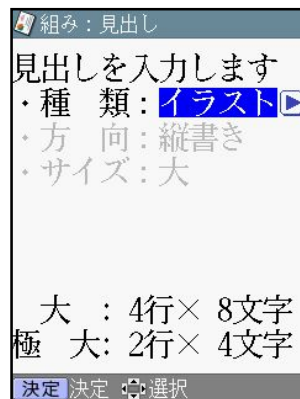 組み：見出し
見出しを入力します
・種　類：イラスト
・方　向：縦書き
・サイズ：大
大　：4行×　8文字
極　大：2行×　4文字
決定 決定 選択